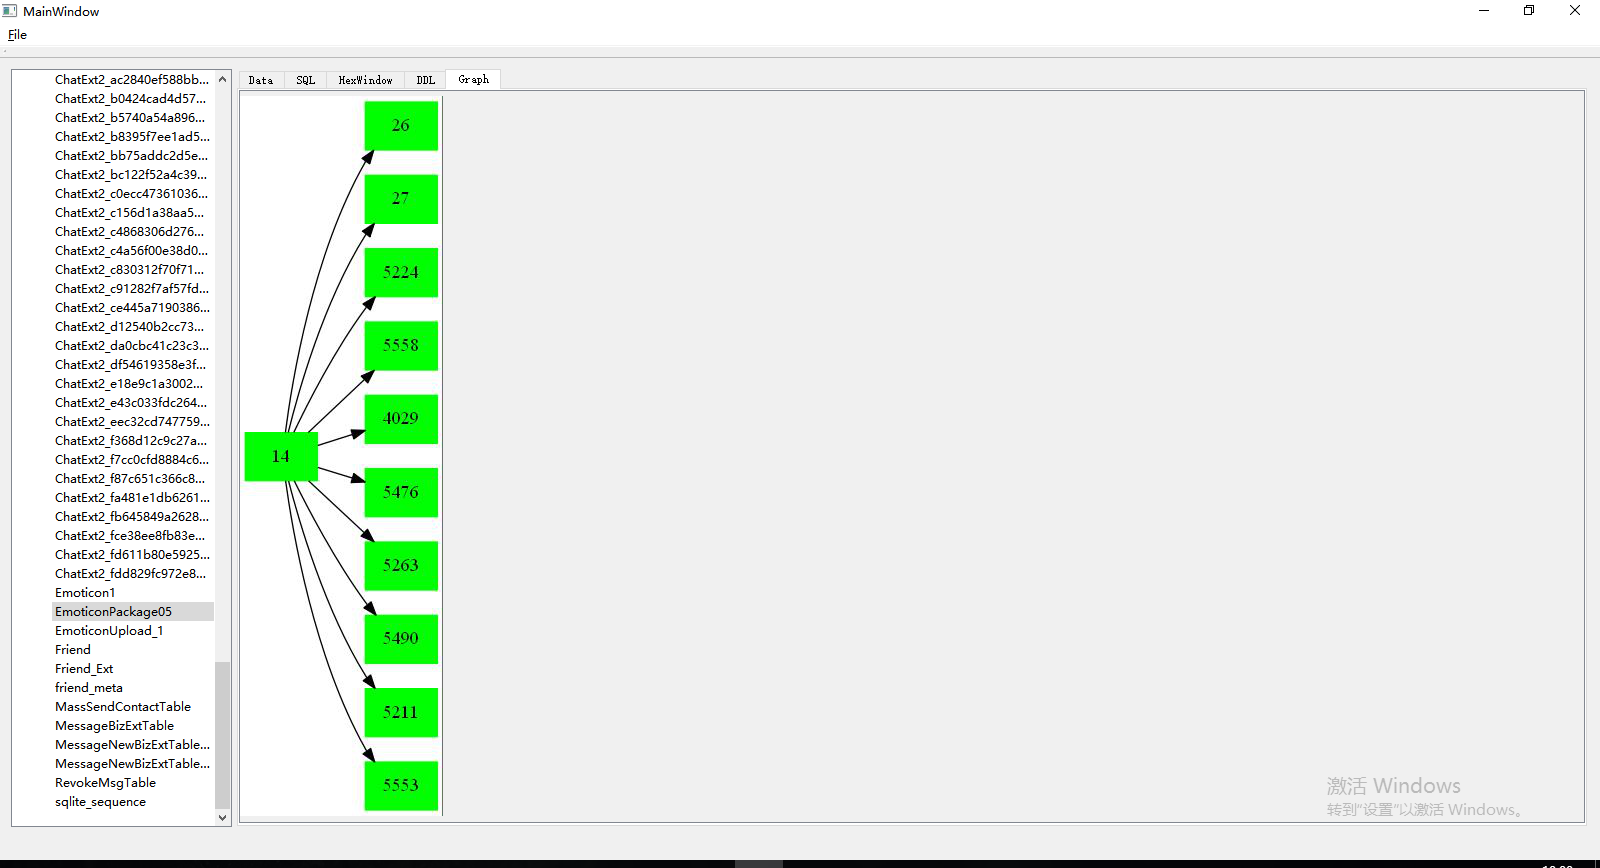 MainWindow
File
ChatExt2_ac2840ef588bb...
ChatExt2_b0424cad4d57...
ChatExt2_b5740a54a896...
ChatExt2_b8395f7ee1ad5...
ChatExt2_bb75addc2d5e...
ChatExt2_bc122f52a4c39...
ChatExt2_c0ecc47361036...
ChatExt2_c156d1a38aa5...
ChatExt2_c4868306d276...
ChatExt2_c4a56f00e38d0...
ChatExt2_c830312f70f71...
ChatExt2_c91282f7af57fd...
ChatExt2_ce445a7190386...
ChatExt2_d12540b2cc73...
ChatExt2_da0cbc41c23c3...
ChatExt2_df54619358e3f...
ChatExt2_e18e9c1a3002...
ChatExt2_e43c033fdc264...
ChatExt2_eec32cd747759...
ChatExt2_f368d12c9c27a...
ChatExt2_f7cc0cfd8884c6...
ChatExt2_f87c651c366c8...
ChatExt2_fa481e1db6261...
ChatExt2_fb645849a2628...
ChatExt2_fce38ee8fb83e...
ChatExt2_fd611b80e5925...
ChatExt2_fdd829fc972e8...
Emoticon1
EmoticonPackage05
EmoticonUpload_1
Friend
Friend_Ext
friend_meta
MassSendContactTable
MessageBizExtTable
MessageNewBizExtTable...
MessageNewBizExtTable...
RevokeMsgTable
sqlite_sequence
Data SQL HexWindow DDL Graph
26
27
5224
5558
4029
14
5476
5263
5490
5211
5553
激活 Windows
转到"设置"以激活 Windows。